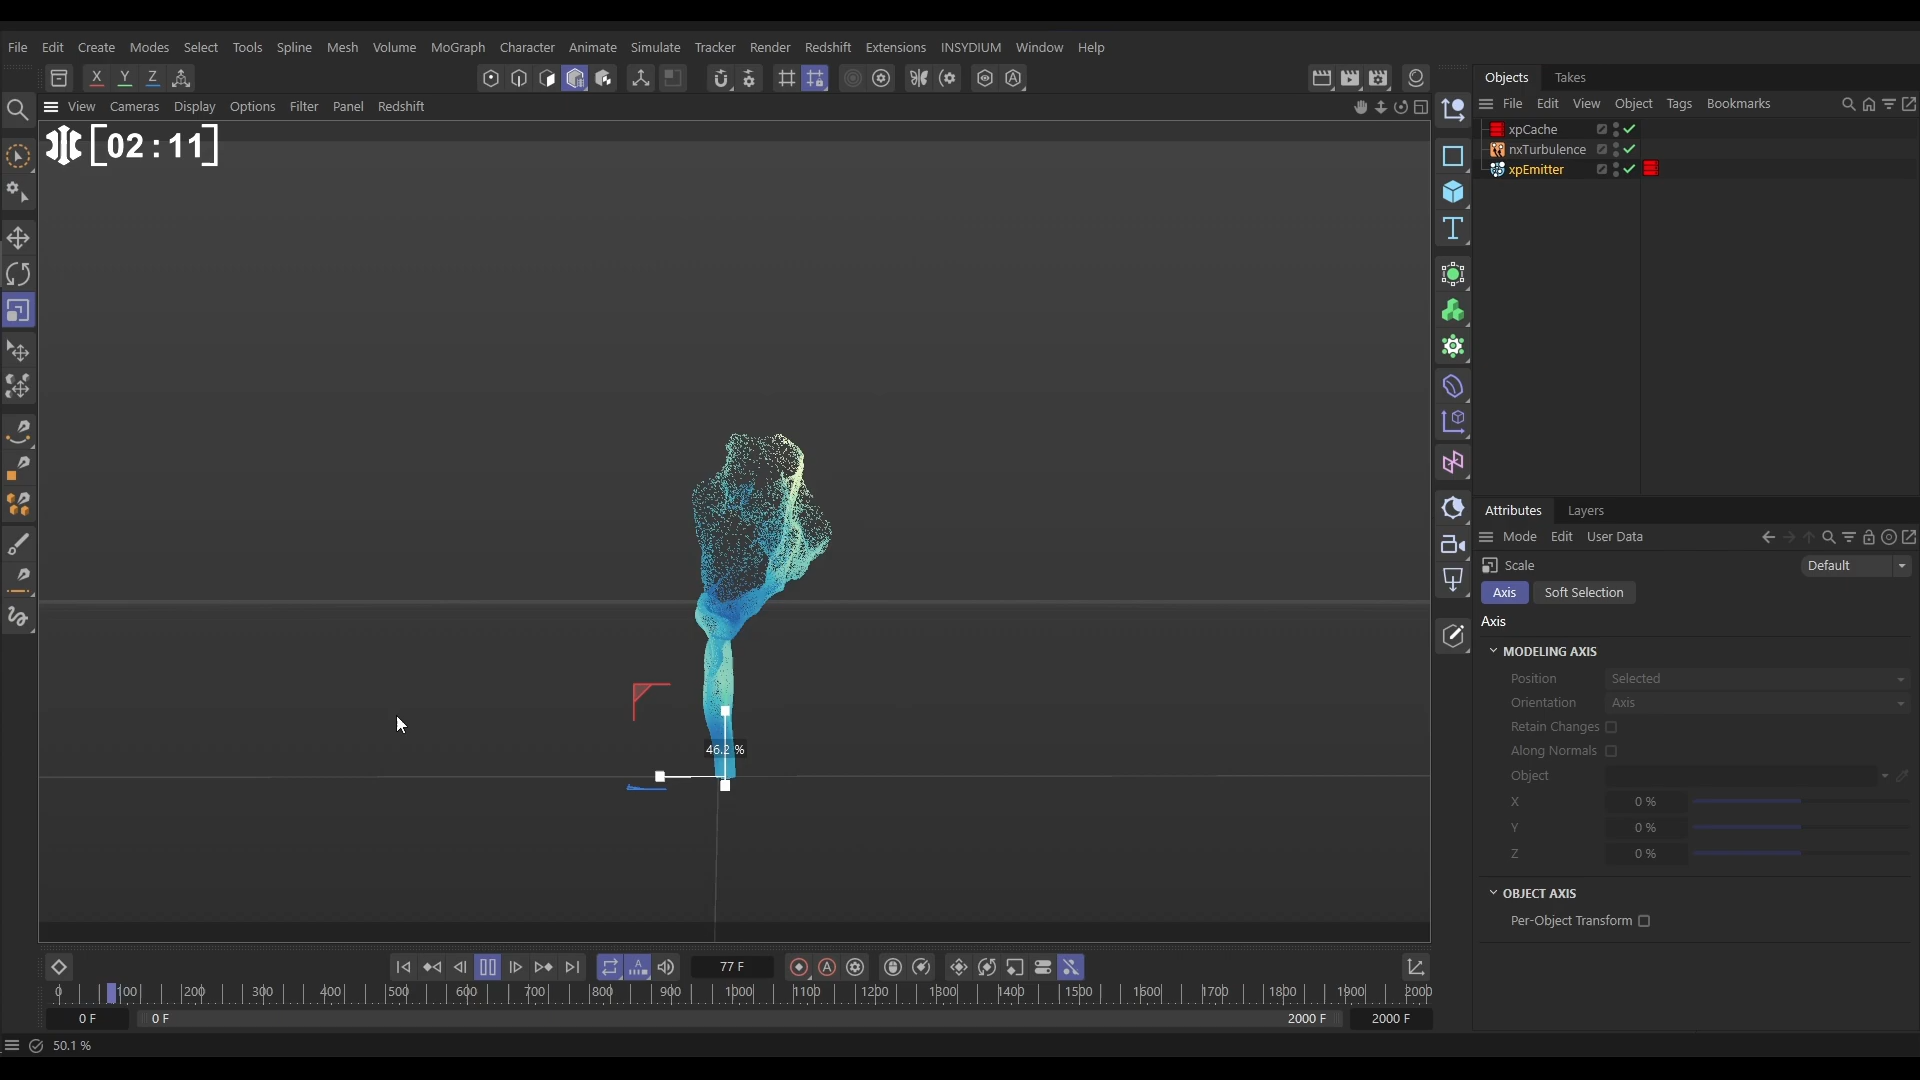 File Edit Create Modes Select Tools Spline Mesh Volume MoGraph Character Animate Simulate Tracker Render Redshift Extensions INSYDIUM Window Help
X Y Z
Objects Takes
View Cameras Display Options Filter Panel Redshift
File Edit View Object Tags Bookmarks
[02:11]
xpCache
nxTurbulence
xpEmitter
Attributes Layers
Mode Edit User Data
Scale Default
Axis Soft Selection
Axis
MODELING AXIS
Position Selected
Orientation Axis
Retain Changes
Along Normals
Object
X 0 %
Y 0 %
Z 0 %
OBJECT AXIS
Per-Object Transform
46.2 %
77 F
0 100 200 300 400 500 600 700 800 900 1000 1100 1200 1300 1400 1500 1600 1700 1800 1900 2000
0 F 0 F 2000 F 2000 F
50.1 %